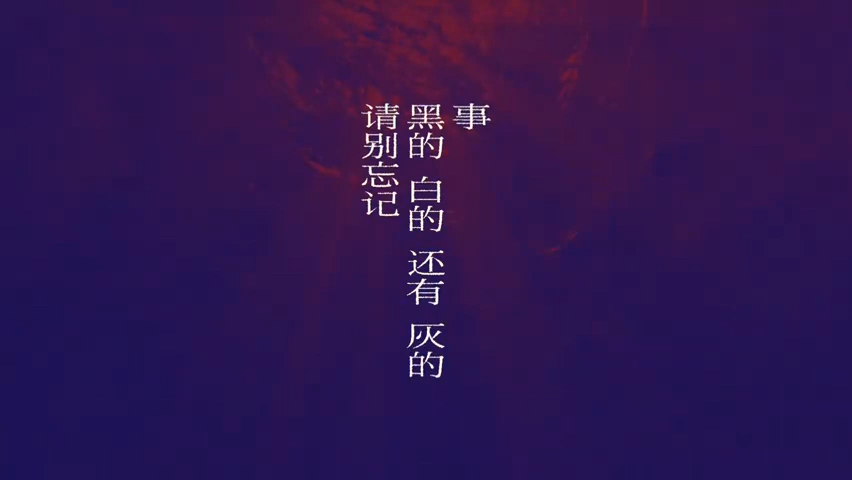 事
黑的 白的 还有 灰的
请别忘记